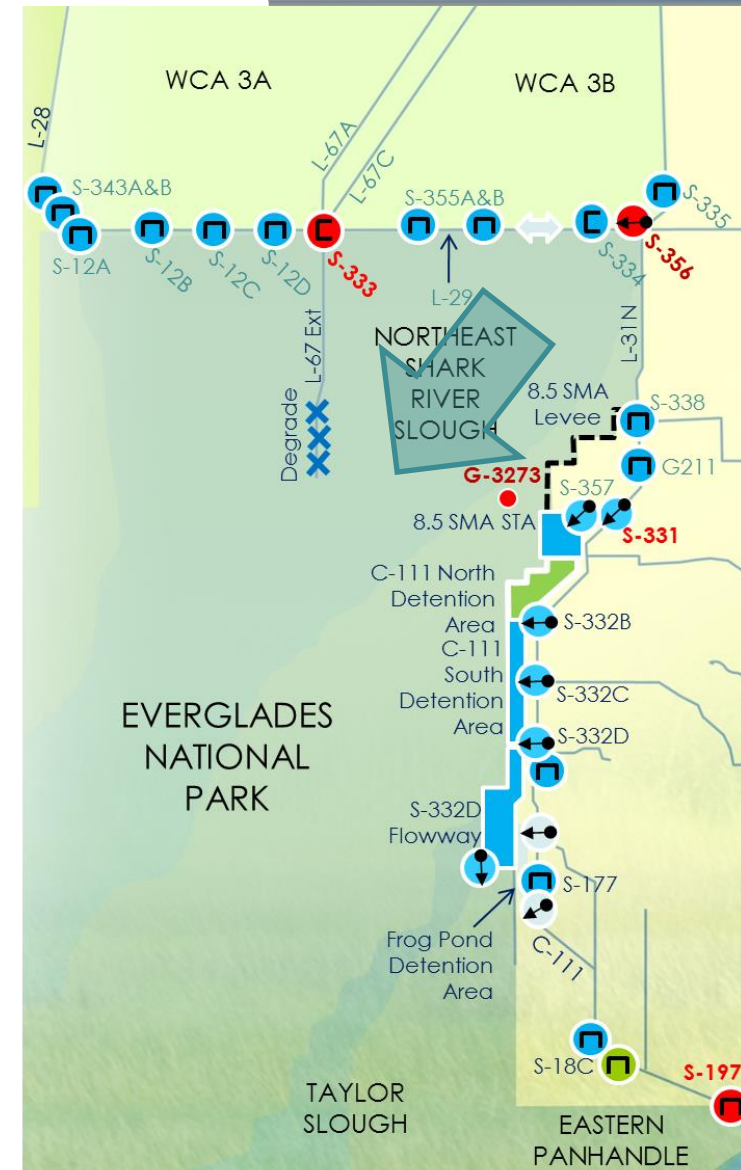 WCA 3A
WCA 3B
L-28
L-67A
L-67C
S-343A&B
S-355A&B
S-335
S-12A
S-12B
S-12C
S-12D
S-333
S-334
S-356
L-29
L-67 Ext
L-31N
NORTHEAST
SHARK
RIVER
SLOUGH
8.5 SMA
Levee
S-338
Degrade
G211
G-3273
S-357
8.5 SMA STA
S-331
C-111 North
Detention
Area
S-332B
C-111
South
Detention
Area
S-332C
S-332D
EVERGLADES
NATIONAL
PARK
S-332D
Flowway
S-177
Frog Pond
Detention
Area
C-111
S-18C
S-197
TAYLOR
SLOUGH
EASTERN
PANHANDLE